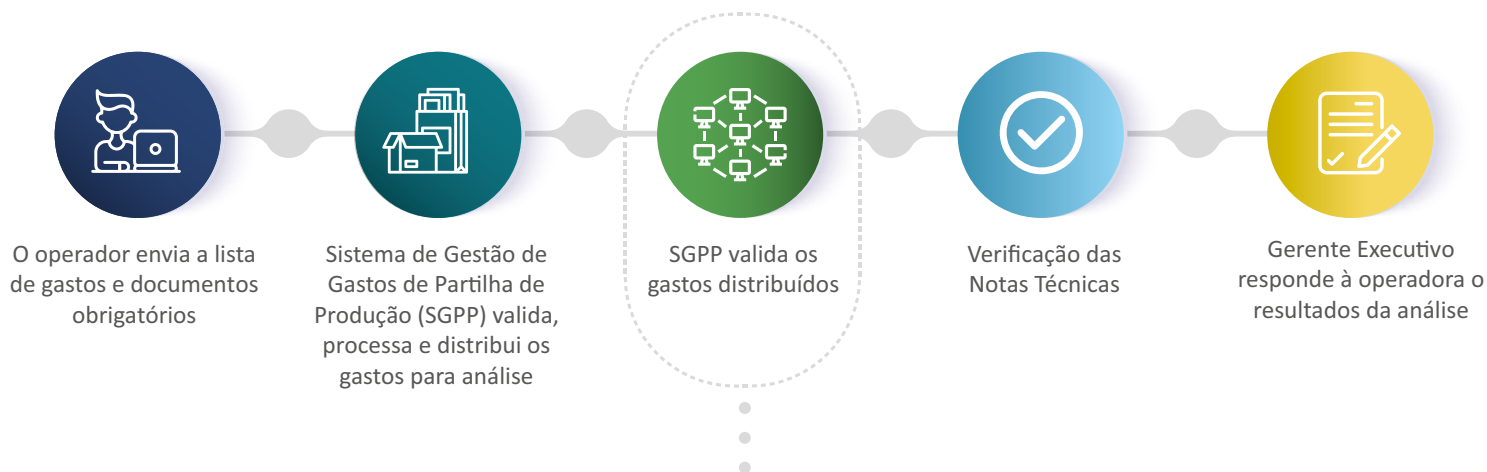 O operador envia a lista
de gastos e documentos
obrigatórios
Sistema de Gestão de
Gastos de Partilha de
Produção (SGPP) valida,
processa e distribui os
gastos para análise
SGPP valida os
gastos distribuídos
Verificação das
Notas Técnicas
Gerente Executivo
responde à operadora o
resultados da análise